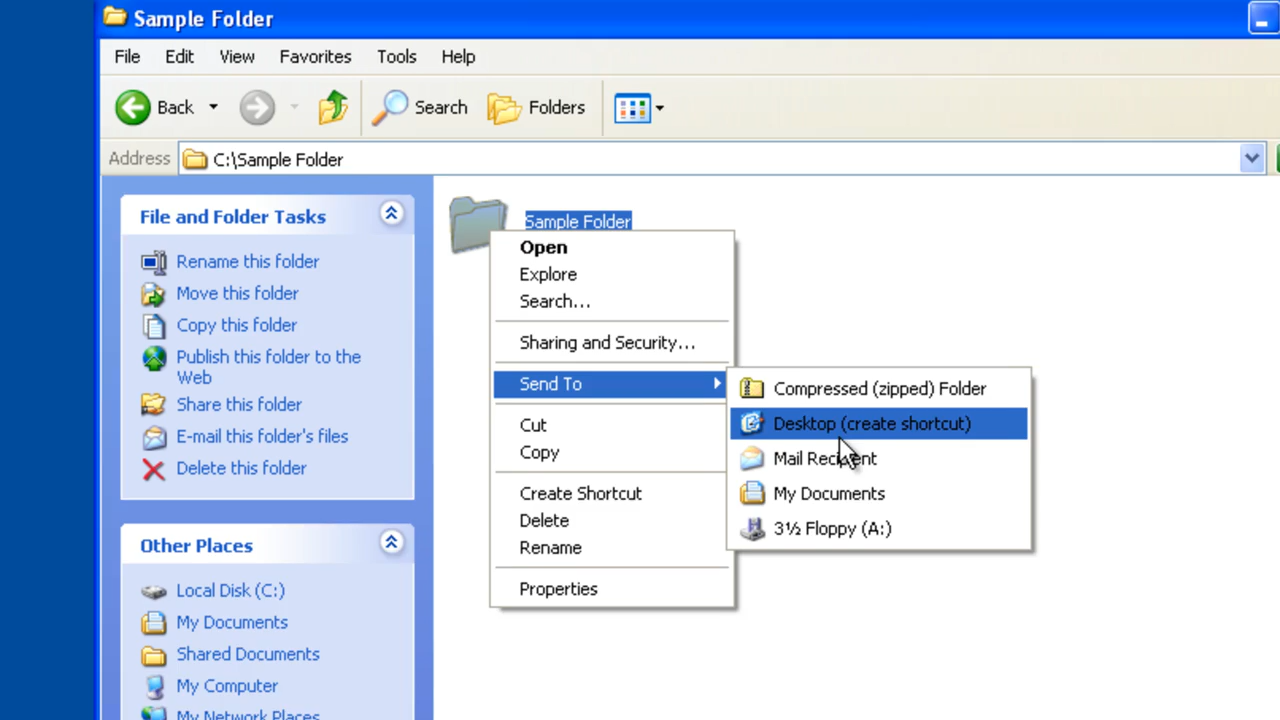 Sample Folder
File Edit View Favorites Tools Help
Back Search Folders
Address C:\Sample Folder
File and Folder Tasks
Rename this folder
Move this folder
Copy this folder
Publish this folder to the
Web
Share this folder
E-mail this folder's files
Delete this folder
Other Places
Local Disk (C:)
My Documents
Shared Documents
My Computer
My Network Places
Sample Folder
Open
Explore
Search...
Sharing and Security...
Send To
Cut
Copy
Create Shortcut
Delete
Rename
Properties
Compressed (zipped) Folder
Desktop (create shortcut)
Mail Recipient
My Documents
3½ Floppy (A:)